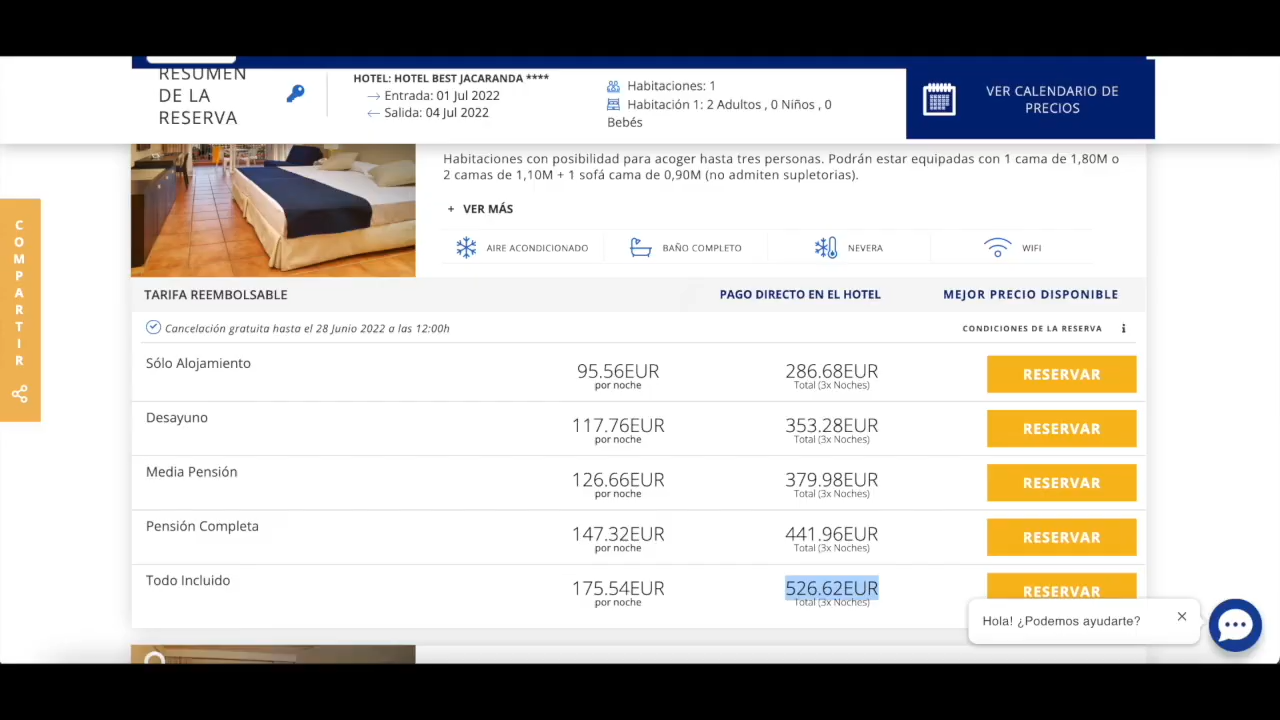 RESUMEN
DE LA
RESERVA
HOTEL: HOTEL BEST JACARANDA ****
→ Entrada: 01 Jul 2022
← Salida: 04 Jul 2022
Habitaciones: 1
Habitación 1: 2 Adultos , 0 Niños , 0
Bebés
VER CALENDARIO DE
PRECIOS
COMPARTIR
Habitaciones con posibilidad para acoger hasta tres personas. Podrán estar equipadas con 1 cama de 1,80M o
2 camas de 1,10M + 1 sofá cama de 0,90M (no admiten supletorias).
+ VER MÁS
AIRE ACONDICIONADO
BAÑO COMPLETO
NEVERA
WIFI
TARIFA REEMBOLSABLE
PAGO DIRECTO EN EL HOTEL
MEJOR PRECIO DISPONIBLE
Cancelación gratuita hasta el 28 Junio 2022 a las 12:00h
CONDICIONES DE LA RESERVA i
Sólo Alojamiento
95.56EUR
por noche
286.68EUR
Total (3x Noches)
RESERVAR
Desayuno
117.76EUR
por noche
353.28EUR
Total (3x Noches)
RESERVAR
Media Pensión
126.66EUR
por noche
379.98EUR
Total (3x Noches)
RESERVAR
Pensión Completa
147.32EUR
por noche
441.96EUR
Total (3x Noches)
RESERVAR
Todo Incluido
175.54EUR
por noche
526.62EUR
Total (3x Noches)
RESERVAR
Hola! ¿Podemos ayudarte?